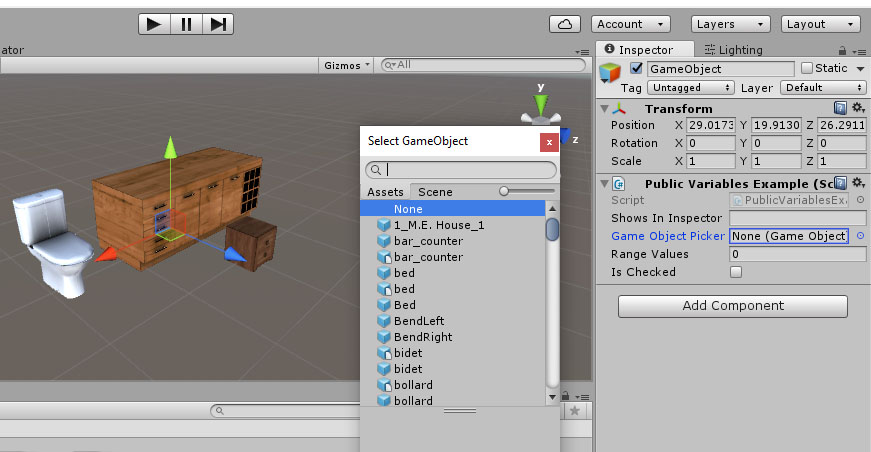 Account
Layers
Layout
ator
Inspector
Lighting
Gizmos
All
GameObject
Static
Tag Untagged Layer Default
Transform
Position X 29.0173 Y 19.9130 Z 26.2911
Rotation X 0 Y 0 Z 0
Scale X 1 Y 1 Z 1
Public Variables Example (Sc
Script PublicVariablesEx
Shows In Inspector
Game Object Picker None (Game Object
Range Values 0
Is Checked
Add Component
y
z
Select GameObject
x
Assets Scene
None
1_M.E. House_1
bar_counter
bar_counter
bed
bed
Bed
BendLeft
BendRight
bidet
bidet
bollard
bollard